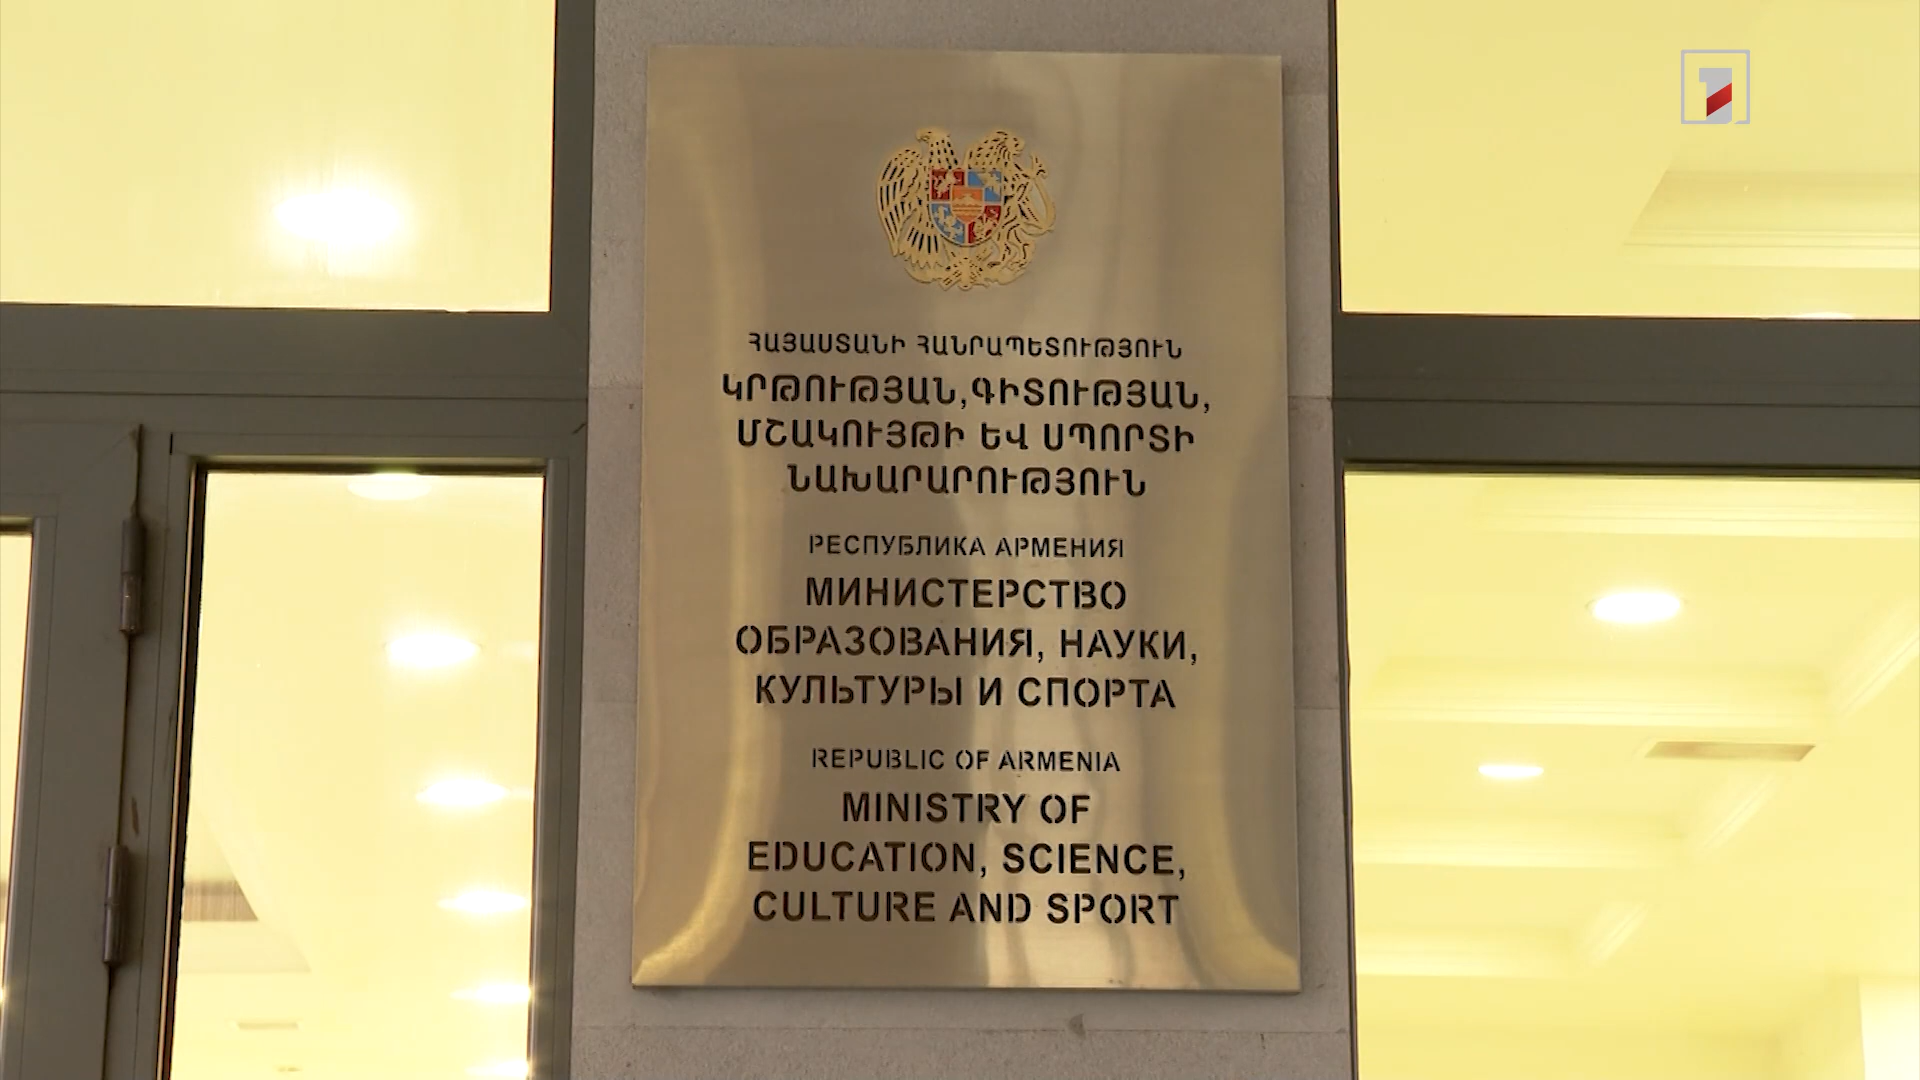 ՀԱՅԱՍՏԱՆԻ ՀԱՆՐԱՊԵՏՈՒԹՅՈՒՆ
ԿՐԹՈՒԹՅԱՆ,ԳԻՏՈՒԹՅԱՆ,
ՄՇԱԿՈՒՅԹԻ ԵՎ ՍՊՈՐՏԻ
ՆԱԽԱՐԱՐՈՒԹՅՈՒՆ
РЕСПУБЛИКА АРМЕНИЯ
МИНИСТЕРСТВО
ОБРАЗОВАНИЯ, НАУКИ,
КУЛЬТУРЫ И СПОРТА
REPUBLIC OF ARMENIA
MINISTRY OF
EDUCATION, SCIENCE,
CULTURE AND SPORT
1